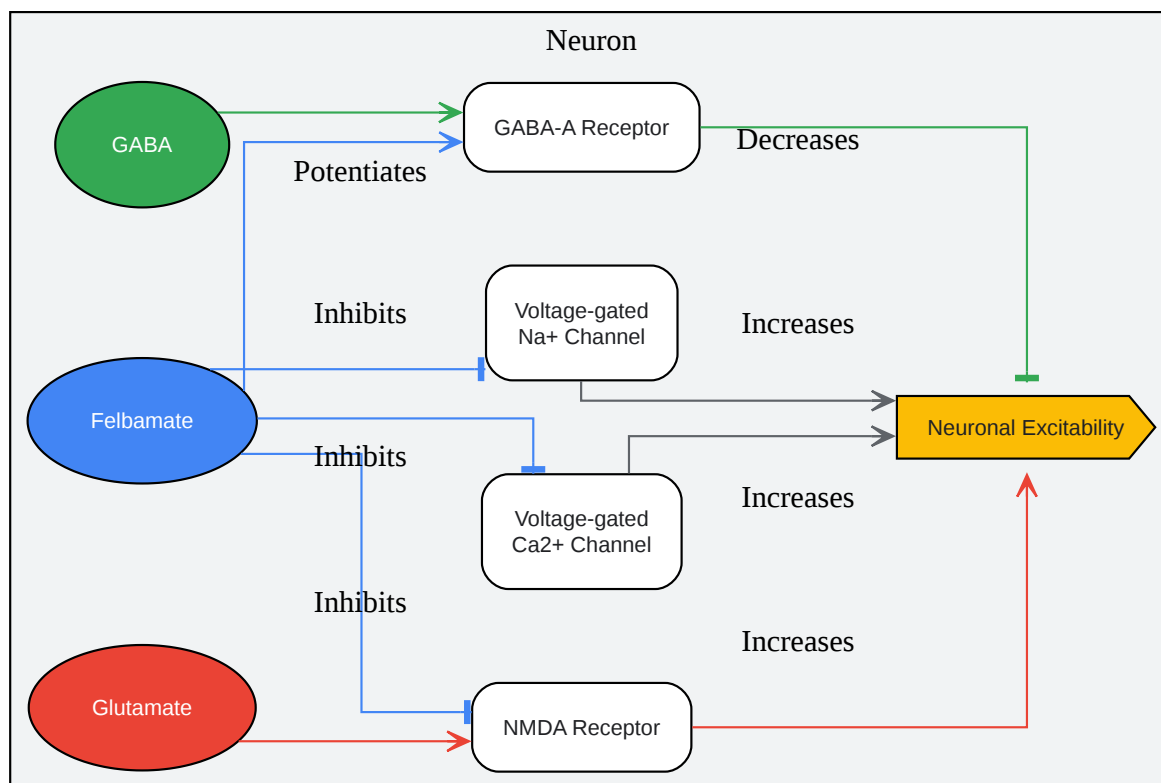 Neuron
GABA
GABA-A Receptor
Decreases
Potentiates
Inhibits
Voltage-gated
Na+ Channel
Increases
Felbamate
Neuronal Excitability
Inhibits
Voltage-gated
Ca2+ Channel
Increases
Inhibits
Increases
Glutamate
NMDA Receptor